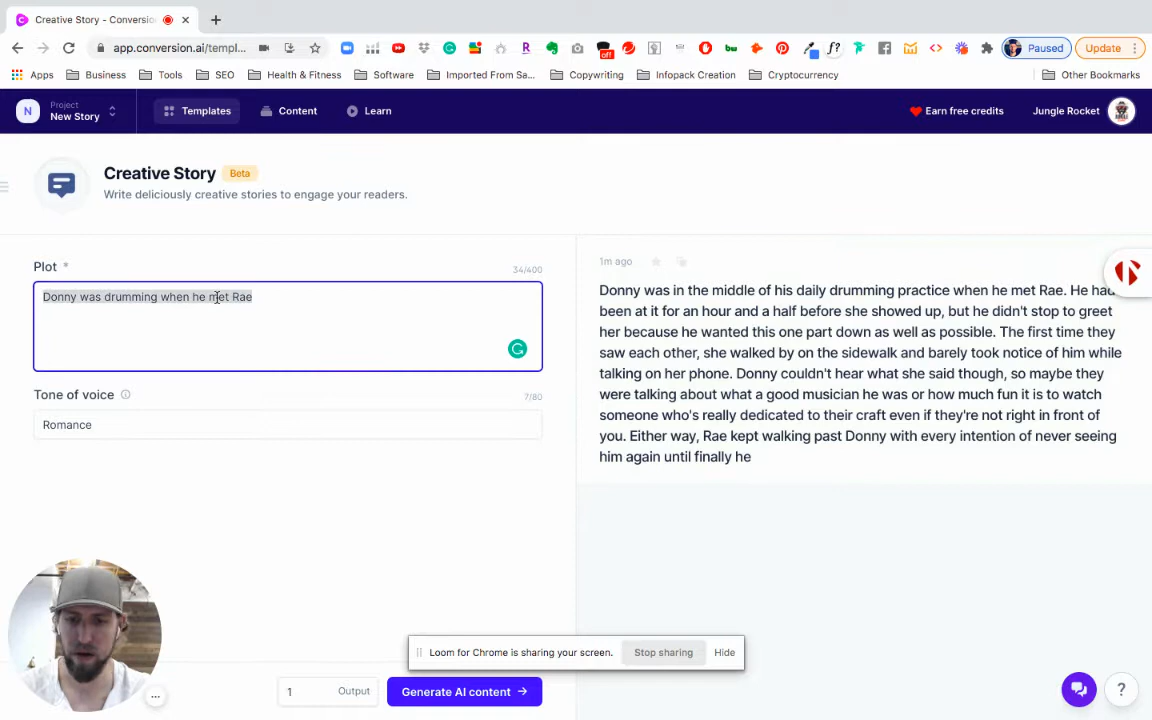 Creative Story - Conversio
app.conversion.ai/templ...
off
Paused
Update
Apps
Business
Tools
SEO
Health & Fitness
Software
Imported From Sa...
Copywriting
Infopack Creation
Cryptocurrency
Other Bookmarks
N
Project
New Story
Templates
Content
Learn
Earn free credits
Jungle Rocket
Creative Story
Beta
Write deliciously creative stories to engage your readers.
Plot *
34/400
Donny was drumming when he met Rae
Tone of voice
7/80
Romance
1m ago
Donny was in the middle of his daily drumming practice when he met Rae. He had
been at it for an hour and a half before she showed up, but he didn't stop to greet
her because he wanted this one part down as well as possible. The first time they
saw each other, she walked by on the sidewalk and barely took notice of him while
talking on her phone. Donny couldn't hear what she said though, so maybe they
were talking about what a good musician he was or how much fun it is to watch
someone who's really dedicated to their craft even if they're not right in front of
you. Either way, Rae kept walking past Donny with every intention of never seeing
him again until finally he
Loom for Chrome is sharing your screen.
Stop sharing
Hide
1
Output
Generate AI content
?